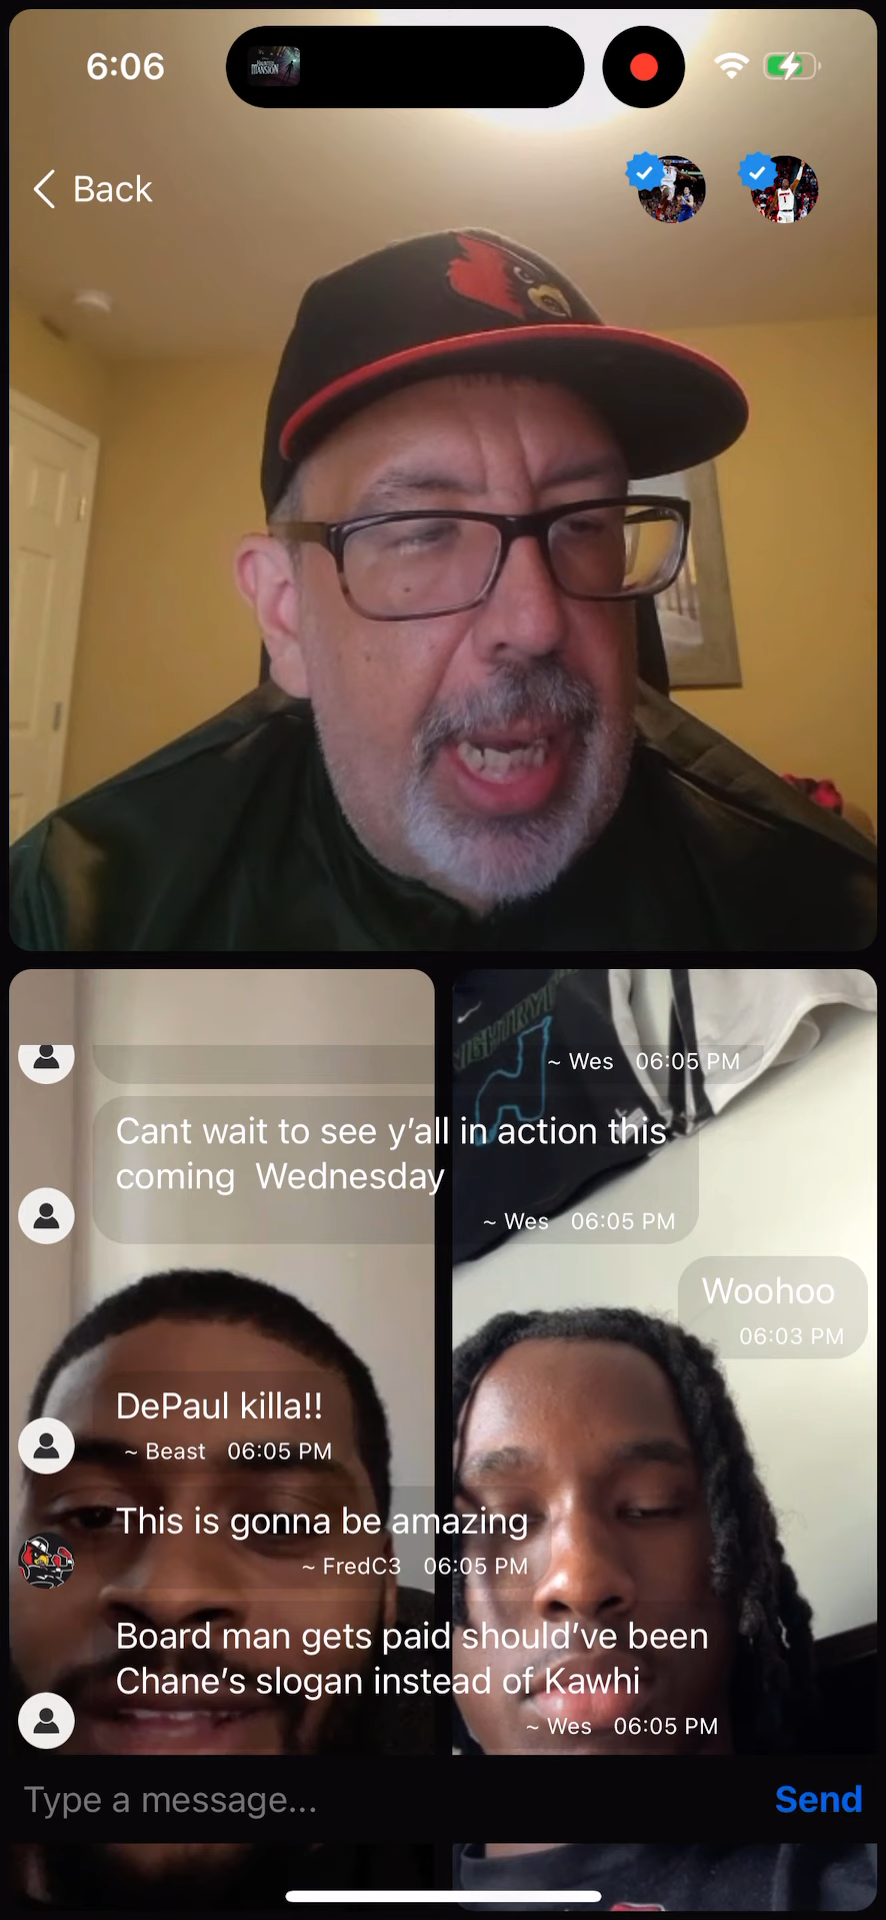 6:06
HAUNTED
MANSION
Back
~ Wes 06:05 PM
Cant wait to see y’all in action this
coming  Wednesday
~ Wes 06:05 PM
Woohoo
06:03 PM
DePaul killa!!
~ Beast 06:05 PM
This is gonna be amazing
~ FredC3 06:05 PM
Board man gets paid should’ve been
Chane’s slogan instead of Kawhi
~ Wes 06:05 PM
Type a message...
Send